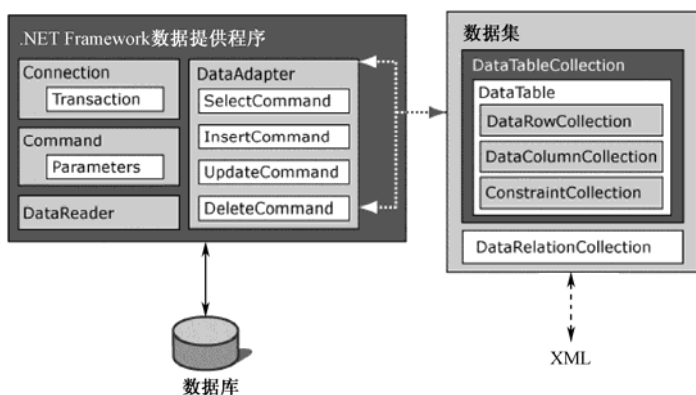 .NET Framework数据提供程序
Connection
Transaction
Command
Parameters
DataReader
DataAdapter
SelectCommand
InsertCommand
UpdateCommand
DeleteCommand
数据库
数据集
DataTableCollection
DataTable
DataRowCollection
DataColumnCollection
ConstraintCollection
DataRelationCollection
XML